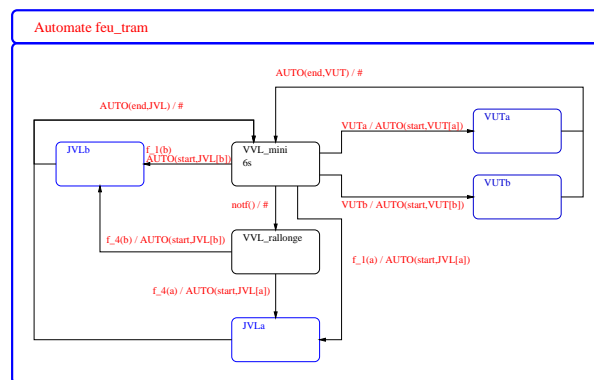 Automate feu_tram
AUTO(end,VUT) / #
AUTO(end,JVL) / #
VUTa / AUTO(start,VUT[a])
VUTa
JVLb
f_1(b)
AUTO(start,JVL[b])
VVL_mini
6s
VUTb
VUTb / AUTO(start,VUT[b])
notf() / #
f_4(b) / AUTO(start,JVL[b])
VVL_rallonge
f_1(a) / AUTO(start,JVL[a])
f_4(a) / AUTO(start,JVL[a])
JVLa